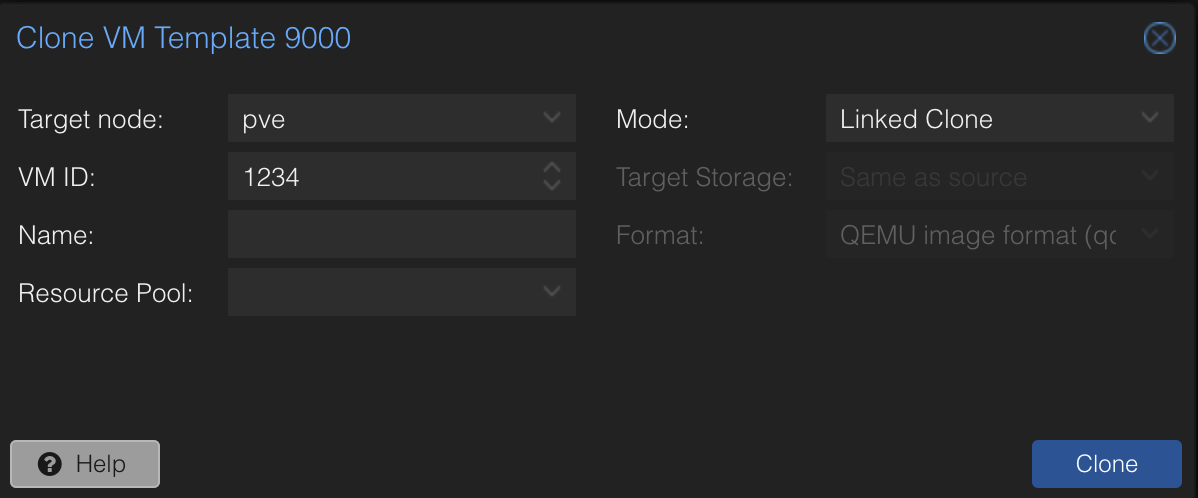 Clone VM Template 9000
Target node: pve
Mode: Linked Clone
VM ID: 1234
Target Storage: Same as source
Name:
Format: QEMU image format (qc
Resource Pool:
Help
Clone